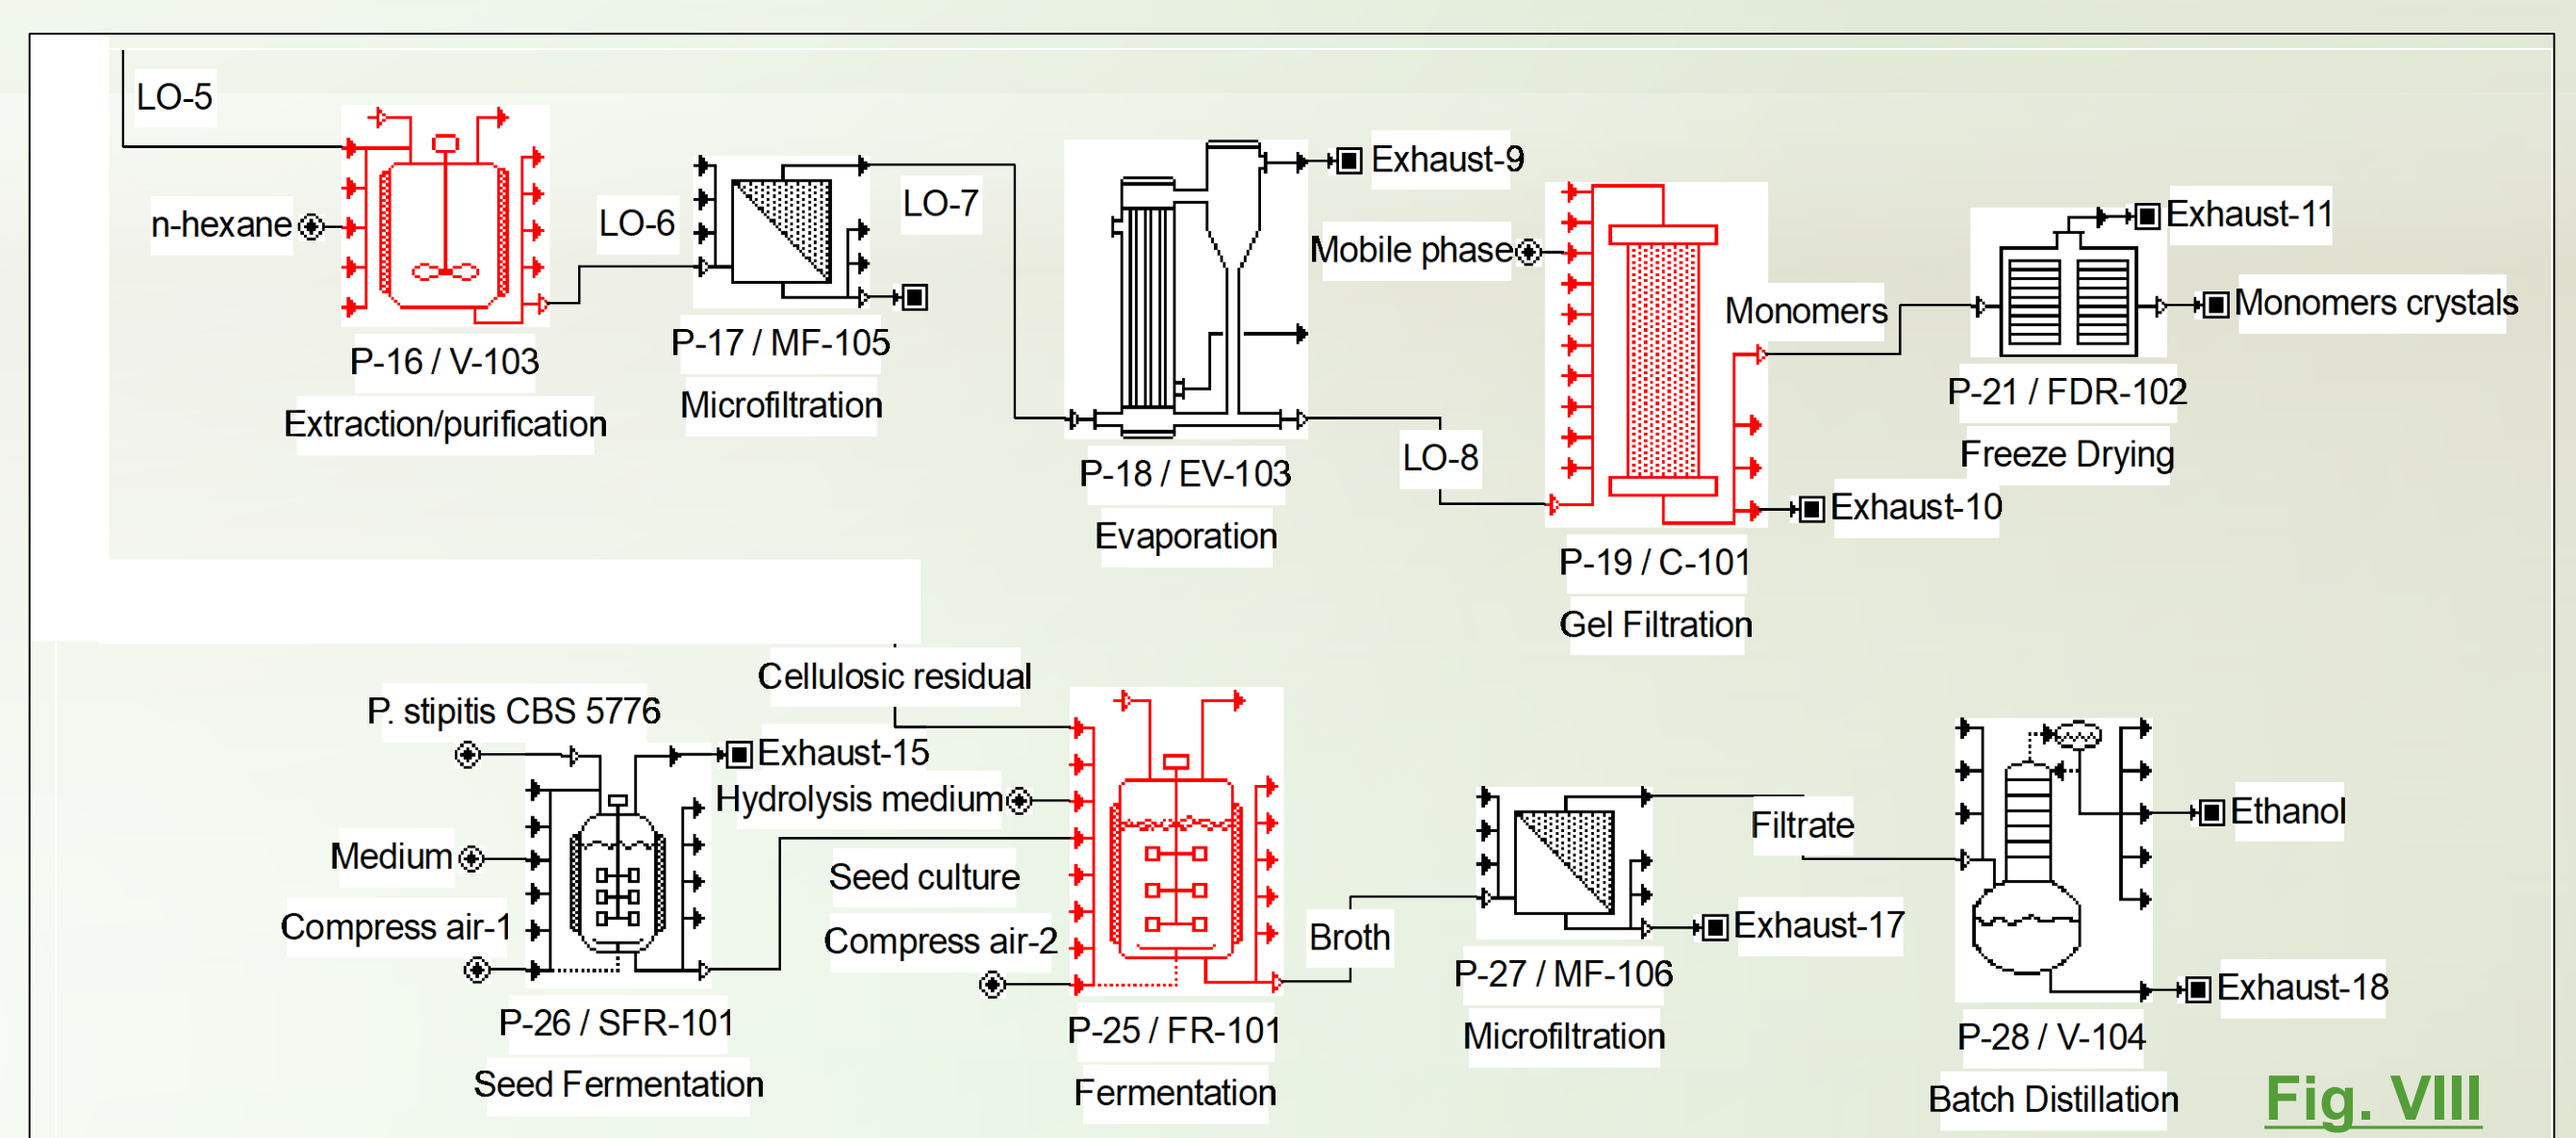 LO-5
n-hexane
P-16 / V-103
Extraction/purification
LO-6
P-17 / MF-105
Microfiltration
LO-7
P-18 / EV-103
Evaporation
Exhaust-9
LO-8
Mobile phase
P-19 / C-101
Gel Filtration
Monomers
Exhaust-10
P-21 / FDR-102
Freeze Drying
Exhaust-11
Monomers crystals
P. stipitis CBS 5776
Medium
Compress air-1
P-26 / SFR-101
Seed Fermentation
Exhaust-15
Cellulosic residual
Hydrolysis medium
Seed culture
Compress air-2
P-25 / FR-101
Fermentation
Broth
P-27 / MF-106
Microfiltration
Filtrate
Exhaust-17
P-28 / V-104
Batch Distillation
Ethanol
Exhaust-18
Fig. VIII